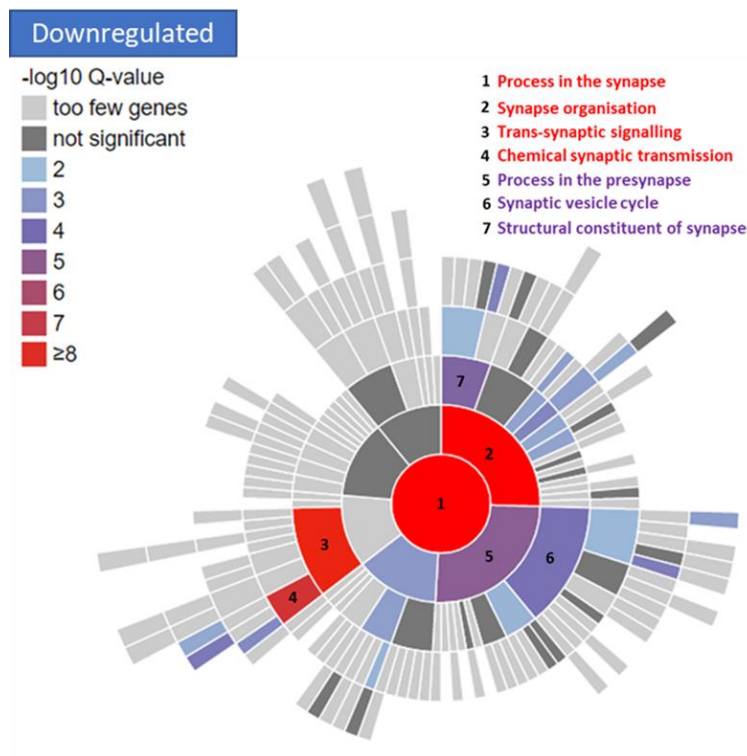 Downregulated
-log10 Q-value
too few genes
not significant
2
3
4
5
6
7
≥8
1 Process in the synapse
2 Synapse organisation
3 Trans-synaptic signalling
4 Chemical synaptic transmission
5 Process in the presynapse
6 Synaptic vesicle cycle
7 Structural constituent of synapse
7
2
1
3
5
6
4